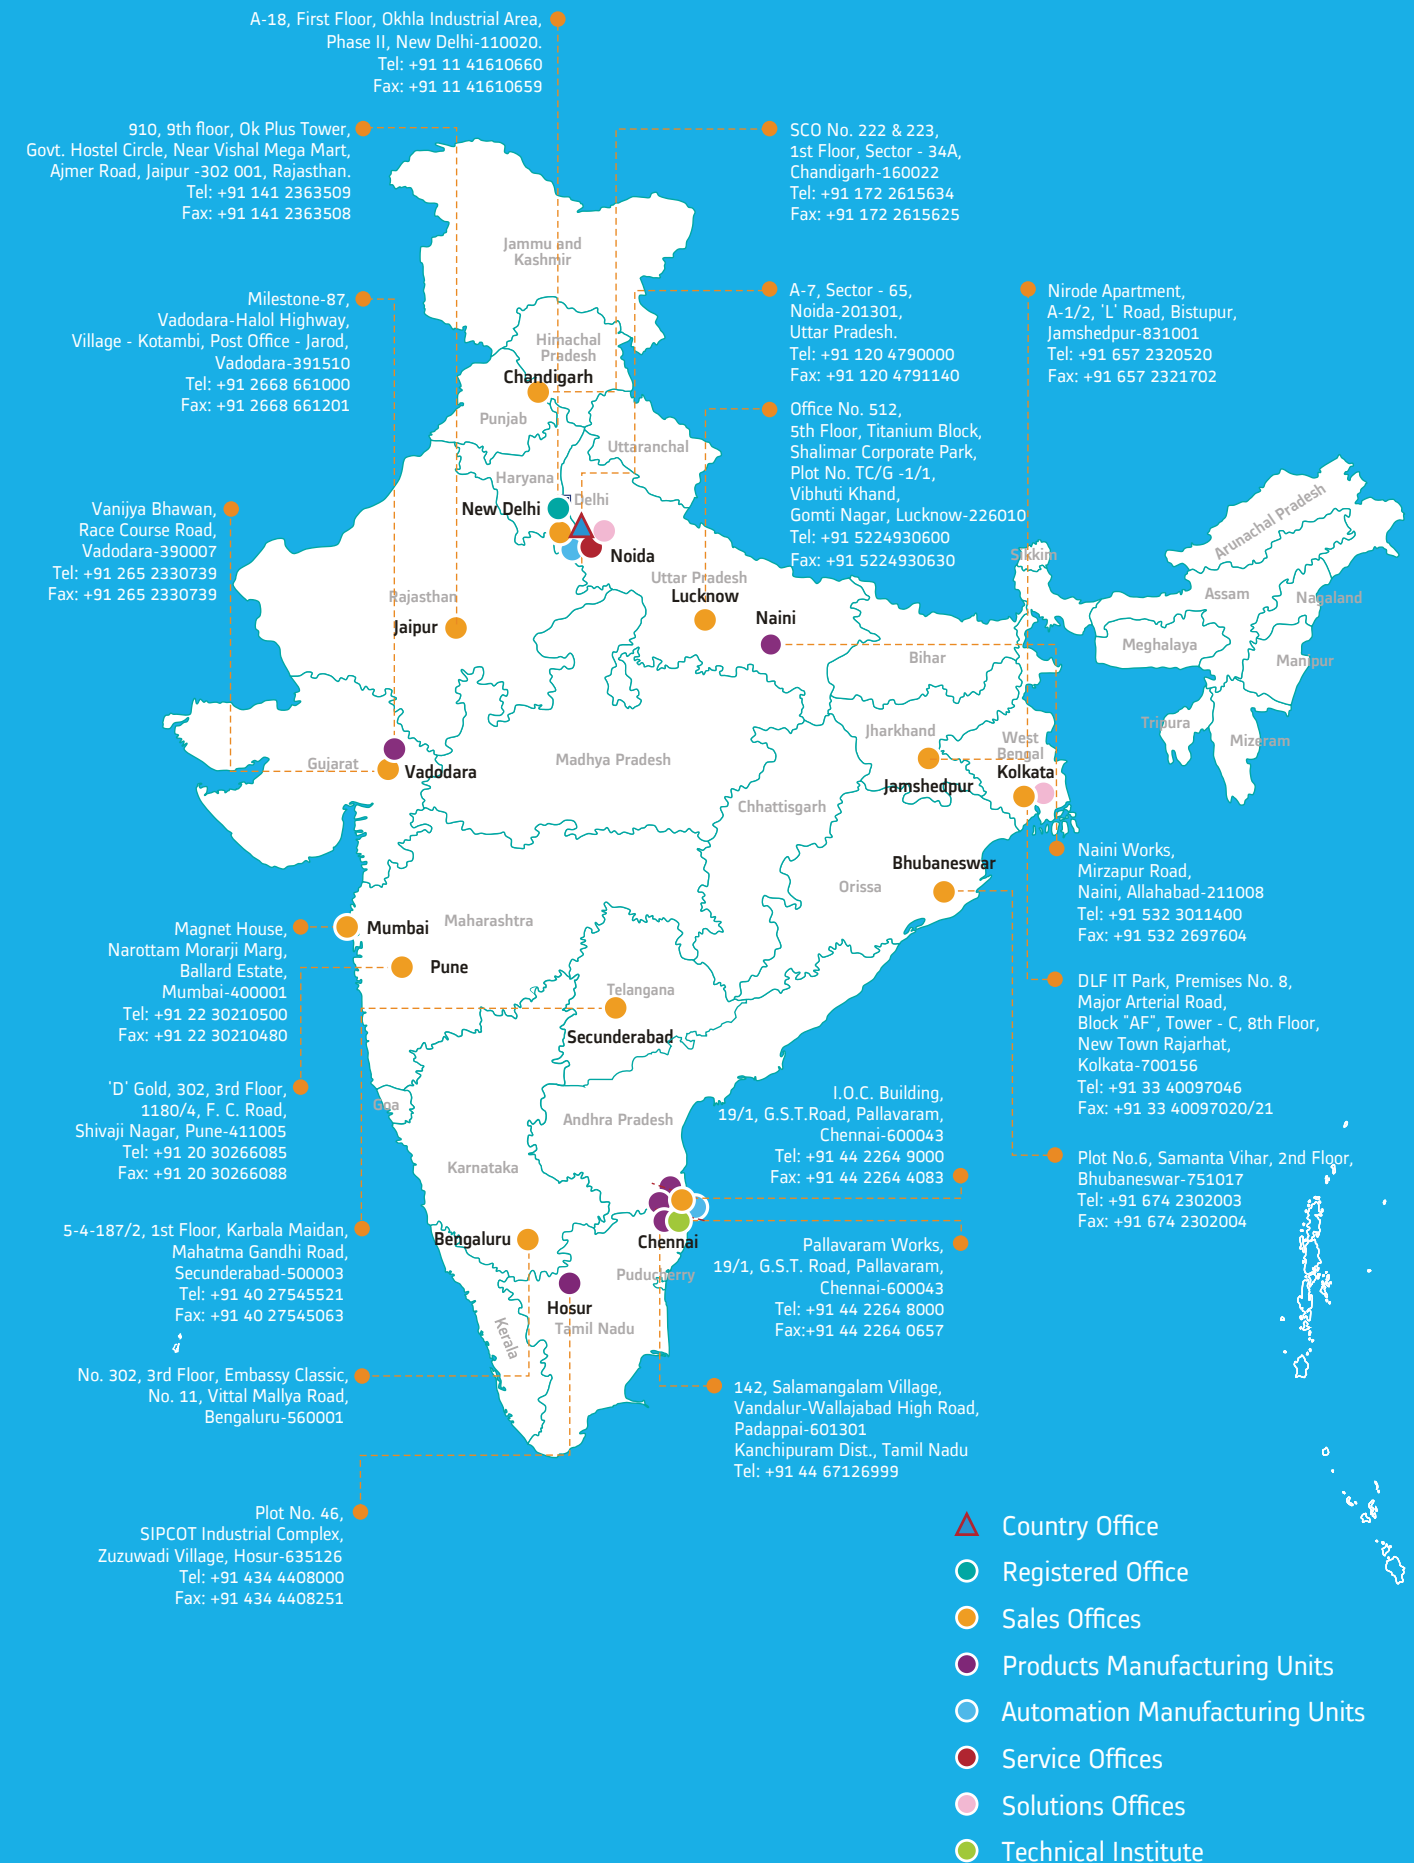 A-18, First Floor, Okhla Industrial Area,
Phase II, New Delhi-110020.
Tel: +91 11 41610660
Fax: +91 11 41610659
910, 9th floor, Ok Plus Tower,
Govt. Hostel Circle, Near Vishal Mega Mart,
Ajmer Road, Jaipur -302 001, Rajasthan.
Tel: +91 141 2363509
Fax: +91 141 2363508
SCO No. 222 & 223,
1st Floor, Sector - 34A,
Chandigarh-160022
Tel: +91 172 2615634
Fax: +91 172 2615625
Milestone-87,
Vadodara-Halol Highway,
Village - Kotambi, Post Office - Jarod,
Vadodara-391510
Tel: +91 2668 661000
Fax: +91 2668 661201
A-7, Sector - 65,
Noida-201301,
Uttar Pradesh.
Tel: +91 120 4790000
Fax: +91 120 4791140
Nirode Apartment,
A-1/2, 'L' Road, Bistupur,
Jamshedpur-831001
Tel: +91 657 2320520
Fax: +91 657 2321702
Office No. 512,
5th Floor, Titanium Block,
Shalimar Corporate Park,
Plot No. TC/G -1/1,
Vibhuti Khand,
Gomti Nagar, Lucknow-226010
Tel: +91 5224930600
Fax: +91 5224930630
Vanijya Bhawan,
Race Course Road,
Vadodara-390007
Tel: +91 265 2330739
Fax: +91 265 2330739
Jammu and
Kashmir
Himachal
Pradesh
Chandigarh
Punjab
Uttaranchal
Haryana
Delhi
New Delhi
Noida
Uttar Pradesh
Lucknow
Naini
Rajasthan
Jaipur
Sikkim
Arunachal Pradesh
Assam
Nagaland
Meghalaya
Manipur
Tripura
Mizeram
Bihar
Jharkhand
West
Bengal
Kolkata
Jamshedpur
Gujarat
Vadodara
Madhya Pradesh
Chhattisgarh
Bhubaneswar
Orissa
Maharashtra
Mumbai
Pune
Telangana
Secunderabad
Goa
Andhra Pradesh
Karnataka
Bengaluru
Chennai
Puducherry
Hosur
Tamil Nadu
Kerala
Naini Works,
Mirzapur Road,
Naini, Allahabad-211008
Tel: +91 532 3011400
Fax: +91 532 2697604
Magnet House,
Narottam Morarji Marg,
Ballard Estate,
Mumbai-400001
Tel: +91 22 30210500
Fax: +91 22 30210480
DLF IT Park, Premises No. 8,
Major Arterial Road,
Block "AF", Tower - C, 8th Floor,
New Town Rajarhat,
Kolkata-700156
Tel: +91 33 40097046
Fax: +91 33 40097020/21
'D' Gold, 302, 3rd Floor,
1180/4, F. C. Road,
Shivaji Nagar, Pune-411005
Tel: +91 20 30266085
Fax: +91 20 30266088
I.O.C. Building,
19/1, G.S.T.Road, Pallavaram,
Chennai-600043
Tel: +91 44 2264 9000
Fax: +91 44 2264 4083
Plot No.6, Samanta Vihar, 2nd Floor,
Bhubaneswar-751017
Tel: +91 674 2302003
Fax: +91 674 2302004
5-4-187/2, 1st Floor, Karbala Maidan,
Mahatma Gandhi Road,
Secunderabad-500003
Tel: +91 40 27545521
Fax: +91 40 27545063
Pallavaram Works,
19/1, G.S.T. Road, Pallavaram,
Chennai-600043
Tel: +91 44 2264 8000
Fax:+91 44 2264 0657
No. 302, 3rd Floor, Embassy Classic,
No. 11, Vittal Mallya Road,
Bengaluru-560001
142, Salamangalam Village,
Vandalur-Wallajabad High Road,
Padappai-601301
Kanchipuram Dist., Tamil Nadu
Tel: +91 44 67126999
Plot No. 46,
SIPCOT Industrial Complex,
Zuzuwadi Village, Hosur-635126
Tel: +91 434 4408000
Fax: +91 434 4408251
Country Office
Registered Office
Sales Offices
Products Manufacturing Units
Automation Manufacturing Units
Service Offices
Solutions Offices
Technical Institute